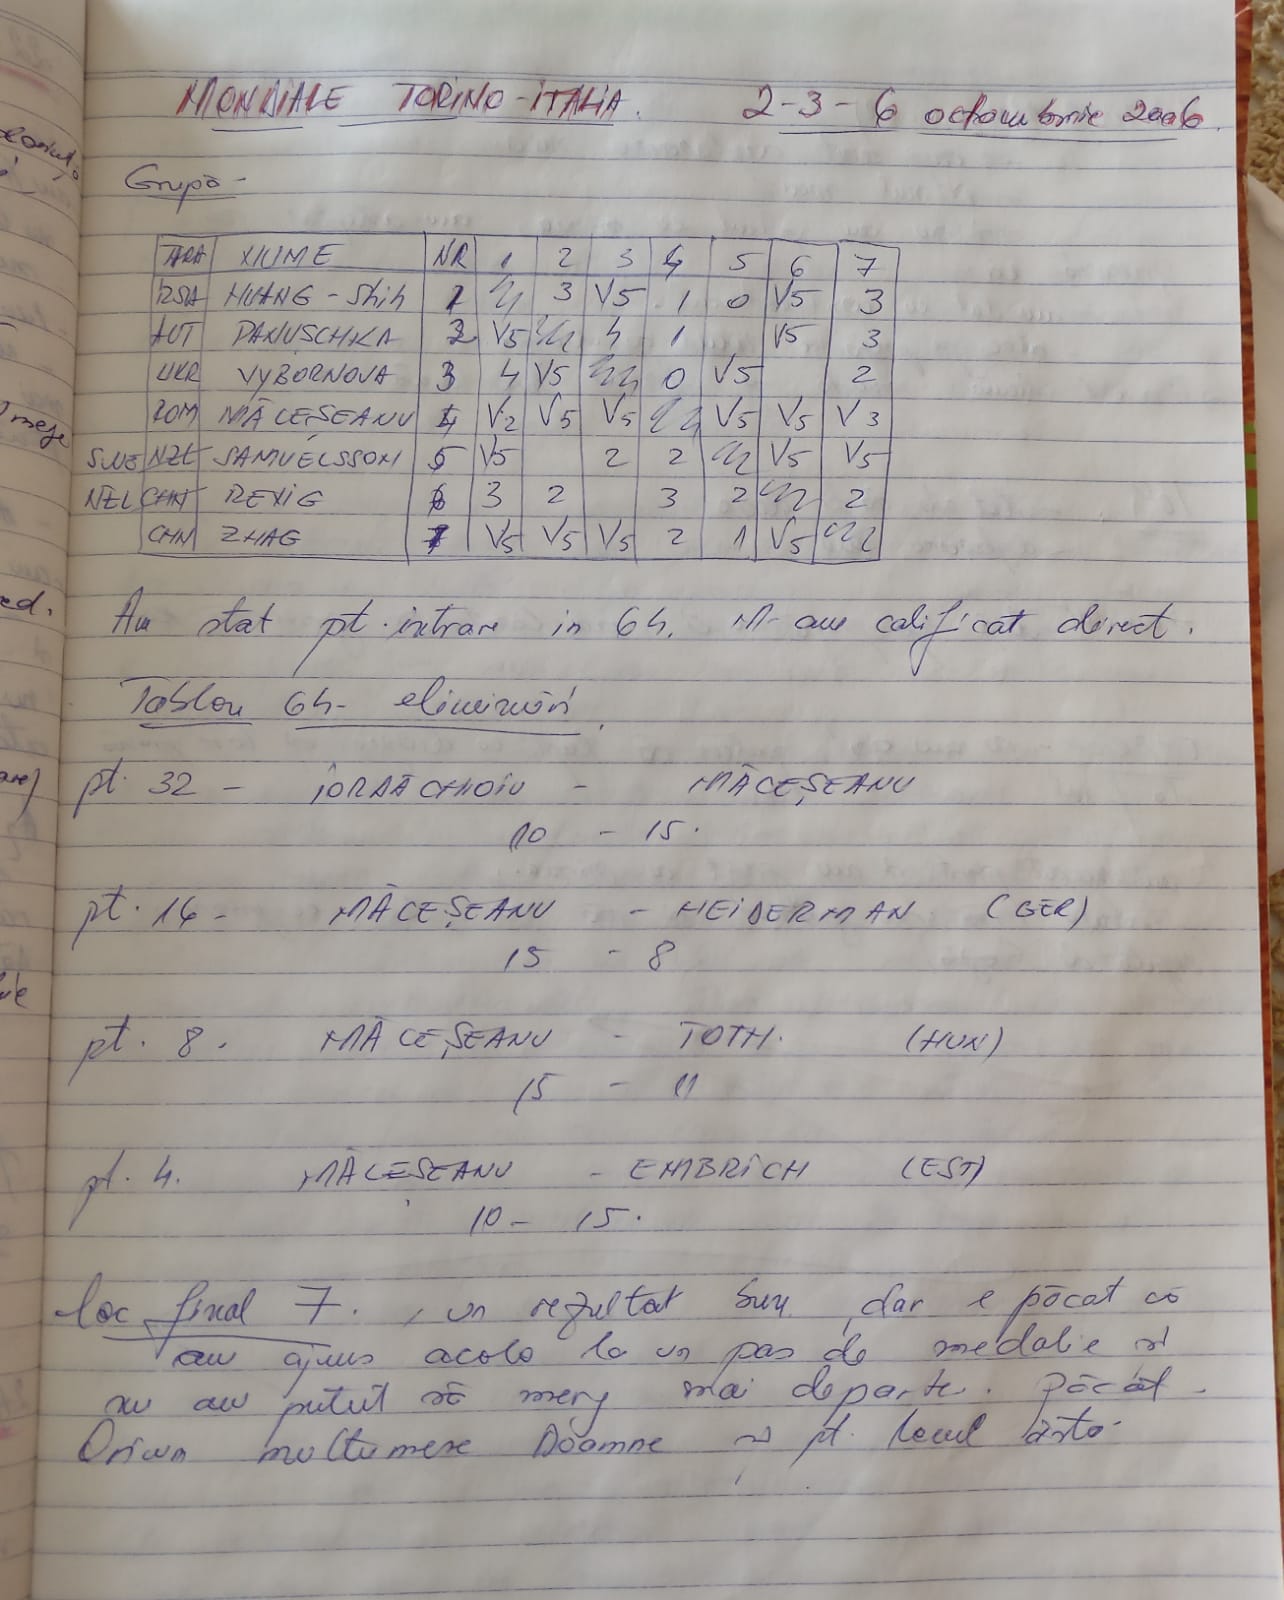 MONDIALE TORINO-ITALIA. 2-3-6 octombrie 2006.
Grupă -
ȚARA NUME NR 1 2 3 4 5 6 7
RSA HUANG-Shih 1 3 V5 1 0 V5 3
AUT PANUSCHKA 2 V5 4 1 V5 3
UKR VYBORNOVA 3 4 V5 0 V5 2
ROM MĂCEȘEANU 4 V2 V5 V5 V5 V5 V3
SWE NZL SAMUELSSON 5 V5 2 2 V5 V5
NZL CHN REXIG 6 3 2 3 2 2
CHN ZHAG 7 V5 V5 V5 2 1 V5
Am stat pt. intrare in 64. M-am calificat direct.
Tablou 64- eliminări.
pt 32 - IORDĂCHIOIU - MĂCEȘEANU
10 - 15.
pt. 16 - MĂCEȘEANU - HEIDERMAN (GER)
15 - 8
pt. 8. MĂCEȘEANU - TOTH. (HUN)
15 - 11
pt. 4. MĂCEȘEANU - EMBRICH (EST)
10 - 15.
loc final 7. , un rezultat bun, dar e păcat că
am ajuns acolo la un pas de medalie și
nu am putut să merg mai departe. Păcat.
Oricum multumesc Doamne și pt. locul ăsta.